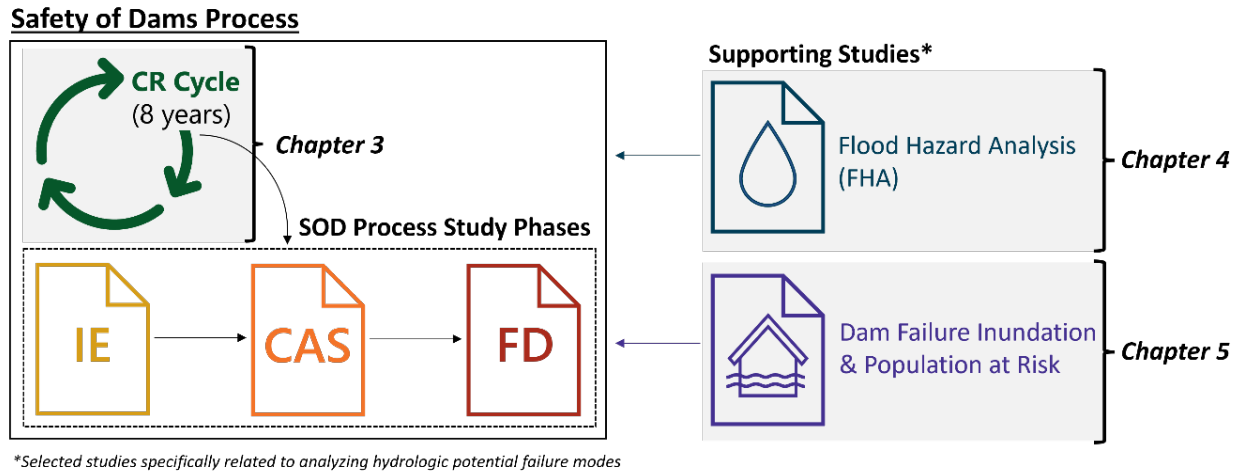 Safety of Dams Process
CR Cycle
(8 years)
Chapter 3
SOD Process Study Phases
IE
CAS
FD
Supporting Studies*
Flood Hazard Analysis
(FHA)
Chapter 4
Dam Failure Inundation
& Population at Risk
Chapter 5
*Selected studies specifically related to analyzing hydrologic potential failure modes